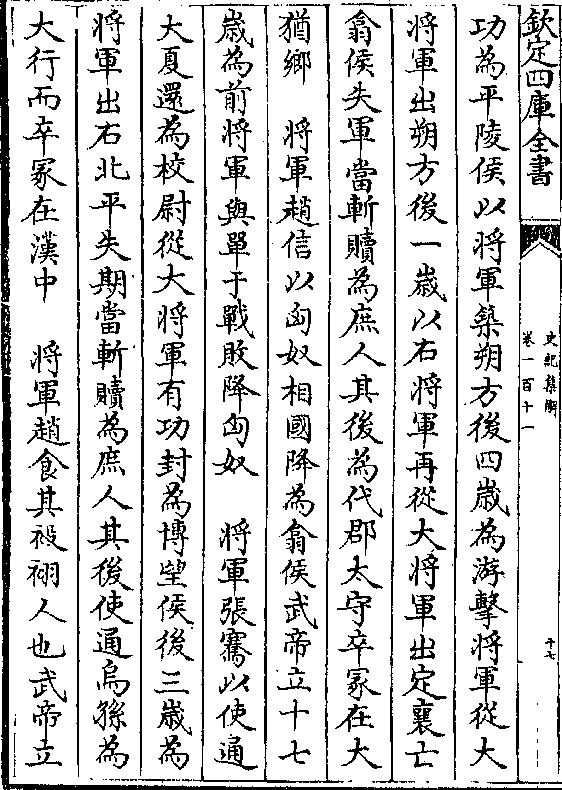 欽定四庫全書
史記集解
卷一百十一
十七
功為平陵侯以將軍築朔方後四歲為游擊將軍從大
將軍出朔方後一歲以右將軍再從大將軍出定襄亡
翕侯失軍當斬贖為庶人其後為代郡太守卒冢在大
猶鄉　將軍趙信以匈奴相國降為翕侯武帝立十七
歲為前將軍與單于戰敗降匈奴　將軍張騫以使通
大夏還為校尉從大將軍有功封為博望侯後三歲為
將軍出右北平失期當斬贖為庶人其後使通烏孫為
大行而卒冢在漢中　將軍趙食其祋祤人也武帝立